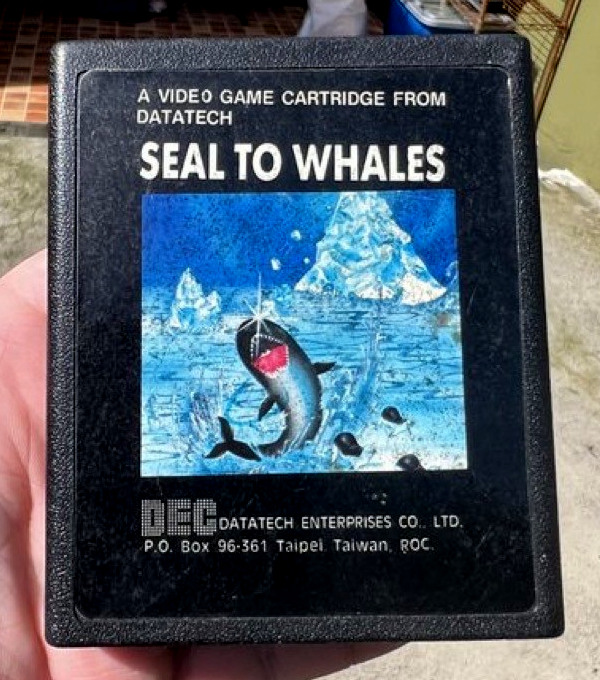 A VIDEO GAME CARTRIDGE FROM
DATATECH
SEAL TO WHALES
DEC DATATECH ENTERPRISES CO., LTD.
P.O. Box 96-361 Taipei, Taiwan, ROC.